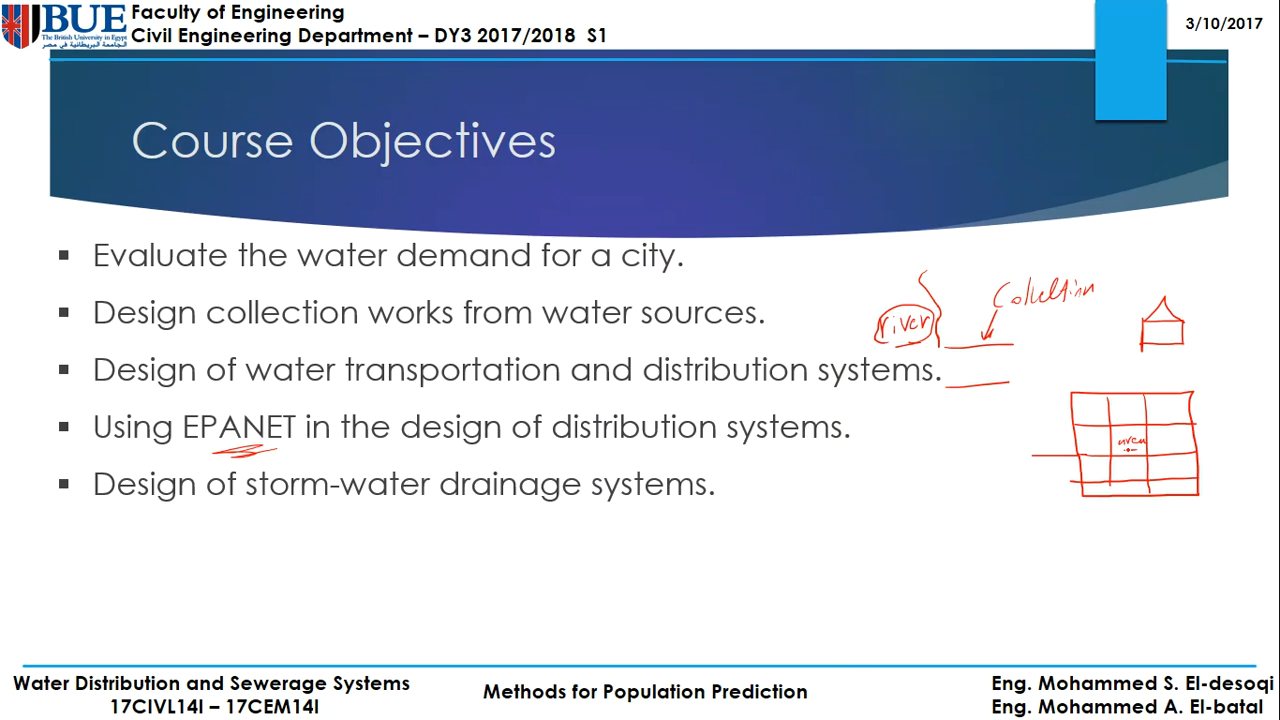 BUE
The British University in Egypt
الجامعة البريطانية في مصر
Faculty of Engineering
Civil Engineering Department – DY3 2017/2018 S1
3/10/2017
Course Objectives
▪ Evaluate the water demand for a city.
▪ Design collection works from water sources.
▪ Design of water transportation and distribution systems.
▪ Using EPANET in the design of distribution systems.
▪ Design of storm-water drainage systems.
river
Collection
area
Water Distribution and Sewerage Systems
17CIVL14I – 17CEM14I
Methods for Population Prediction
Eng. Mohammed S. El-desoqi
Eng. Mohammed A. El-batal